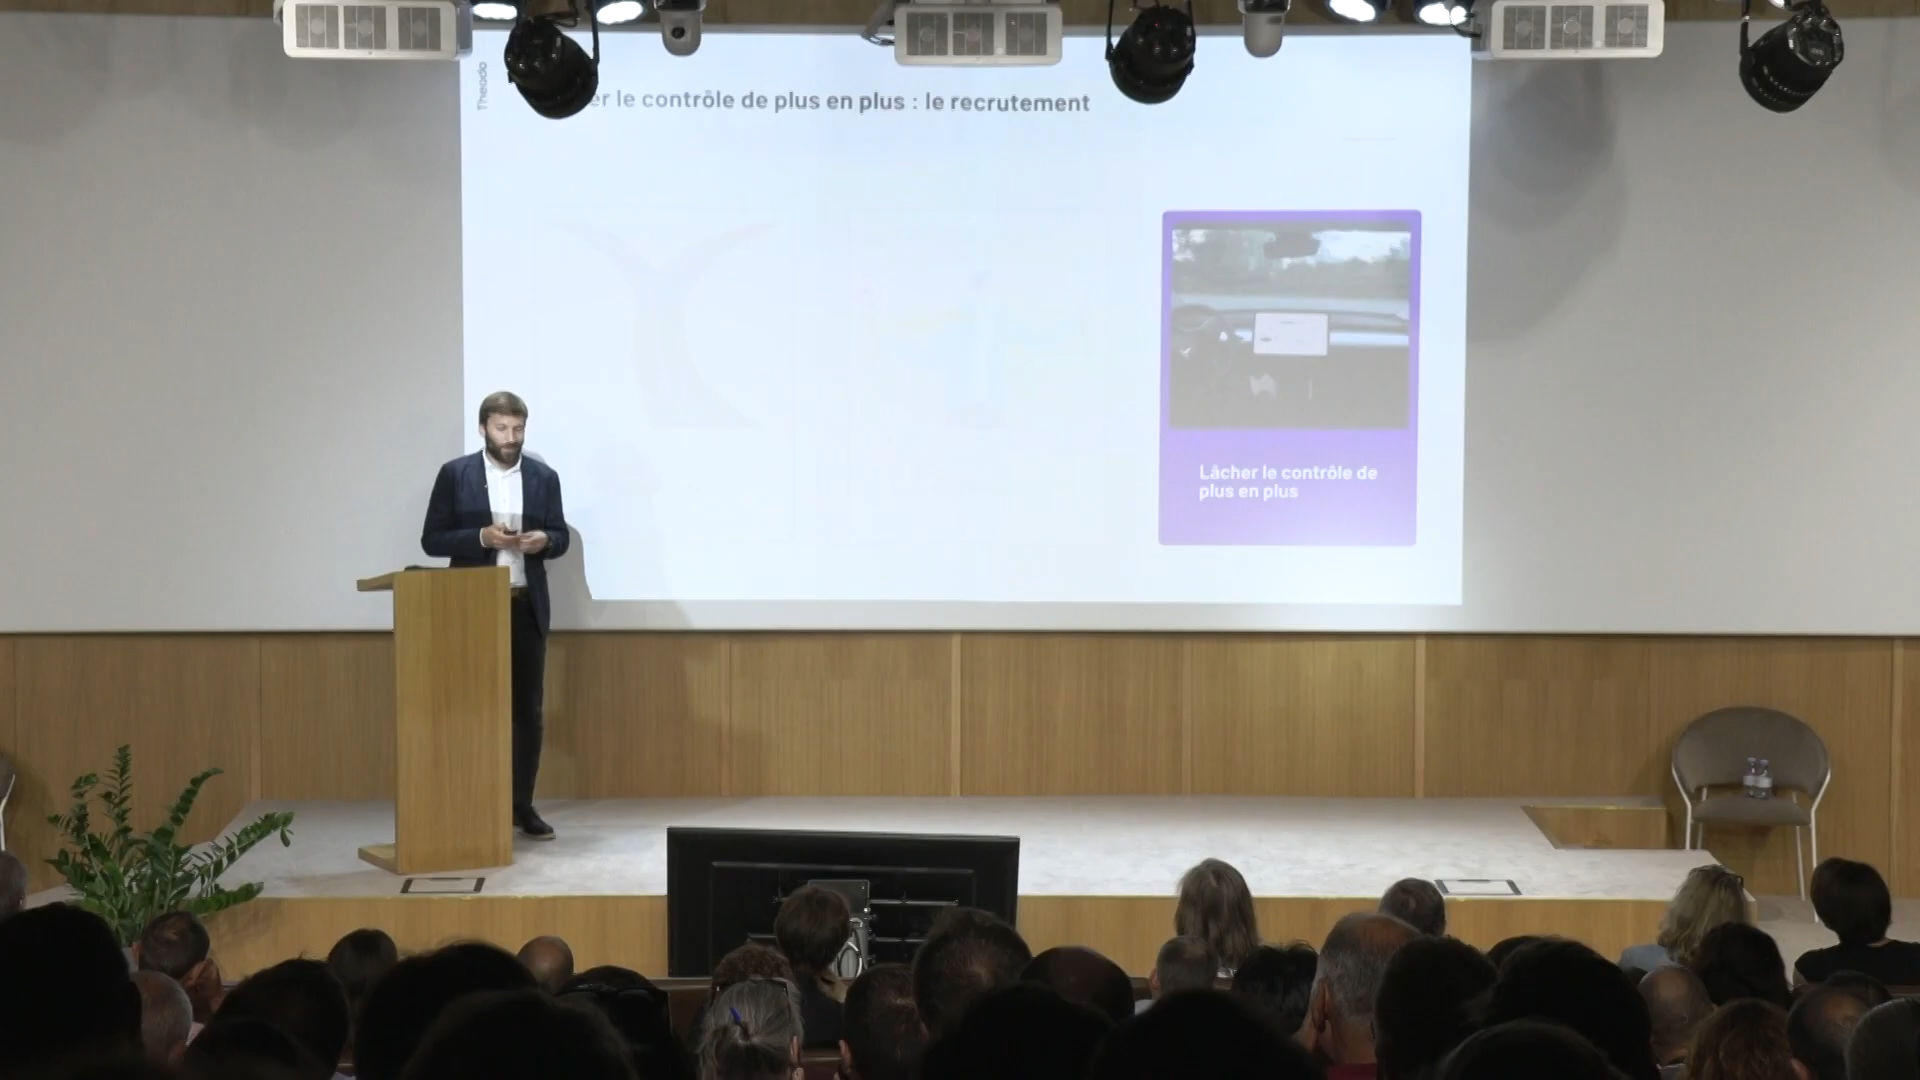 Theodo
er le contrôle de plus en plus : le recrutement
Lâcher le contrôle de
plus en plus